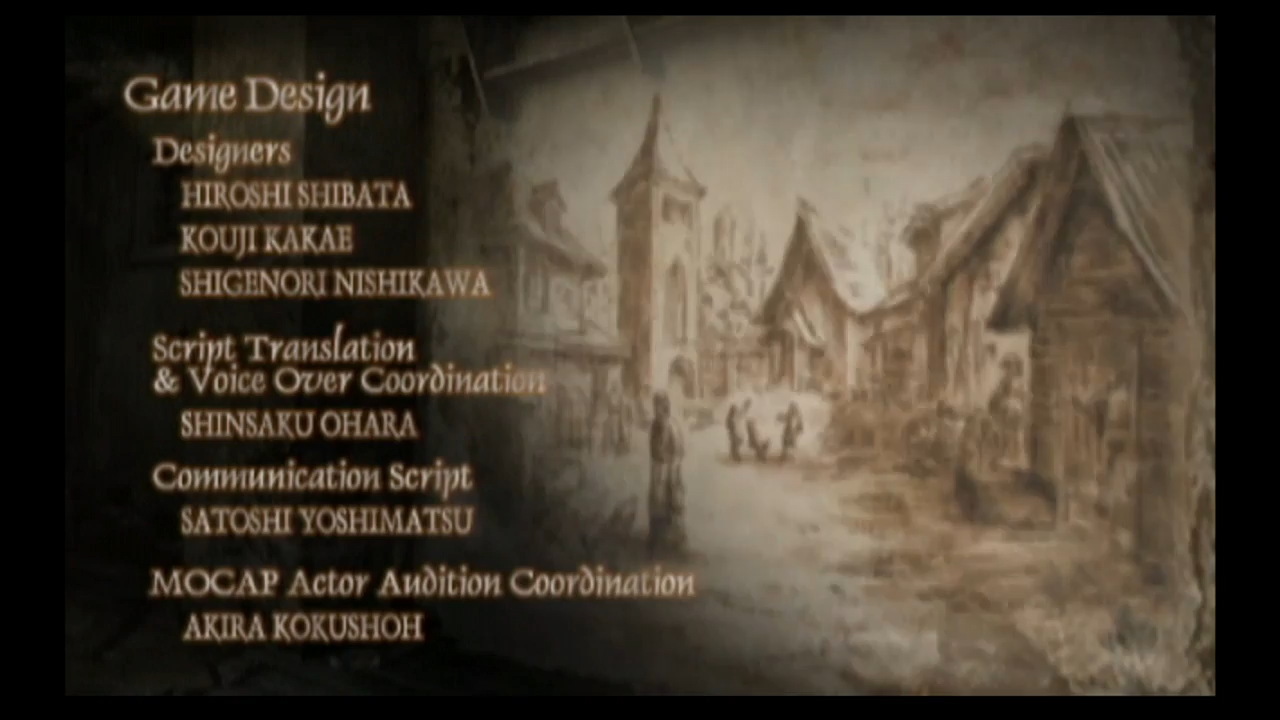 Game Design
Designers
HIROSHI SHIBATA
KOUJI KAKAE
SHIGENORI NISHIKAWA
Script Translation
& Voice Over Coordination
SHINSAKU OHARA
Communication Script
SATOSHI YOSHIMATSU
MOCAP Actor Audition Coordination
AKIRA KOKUSHOH